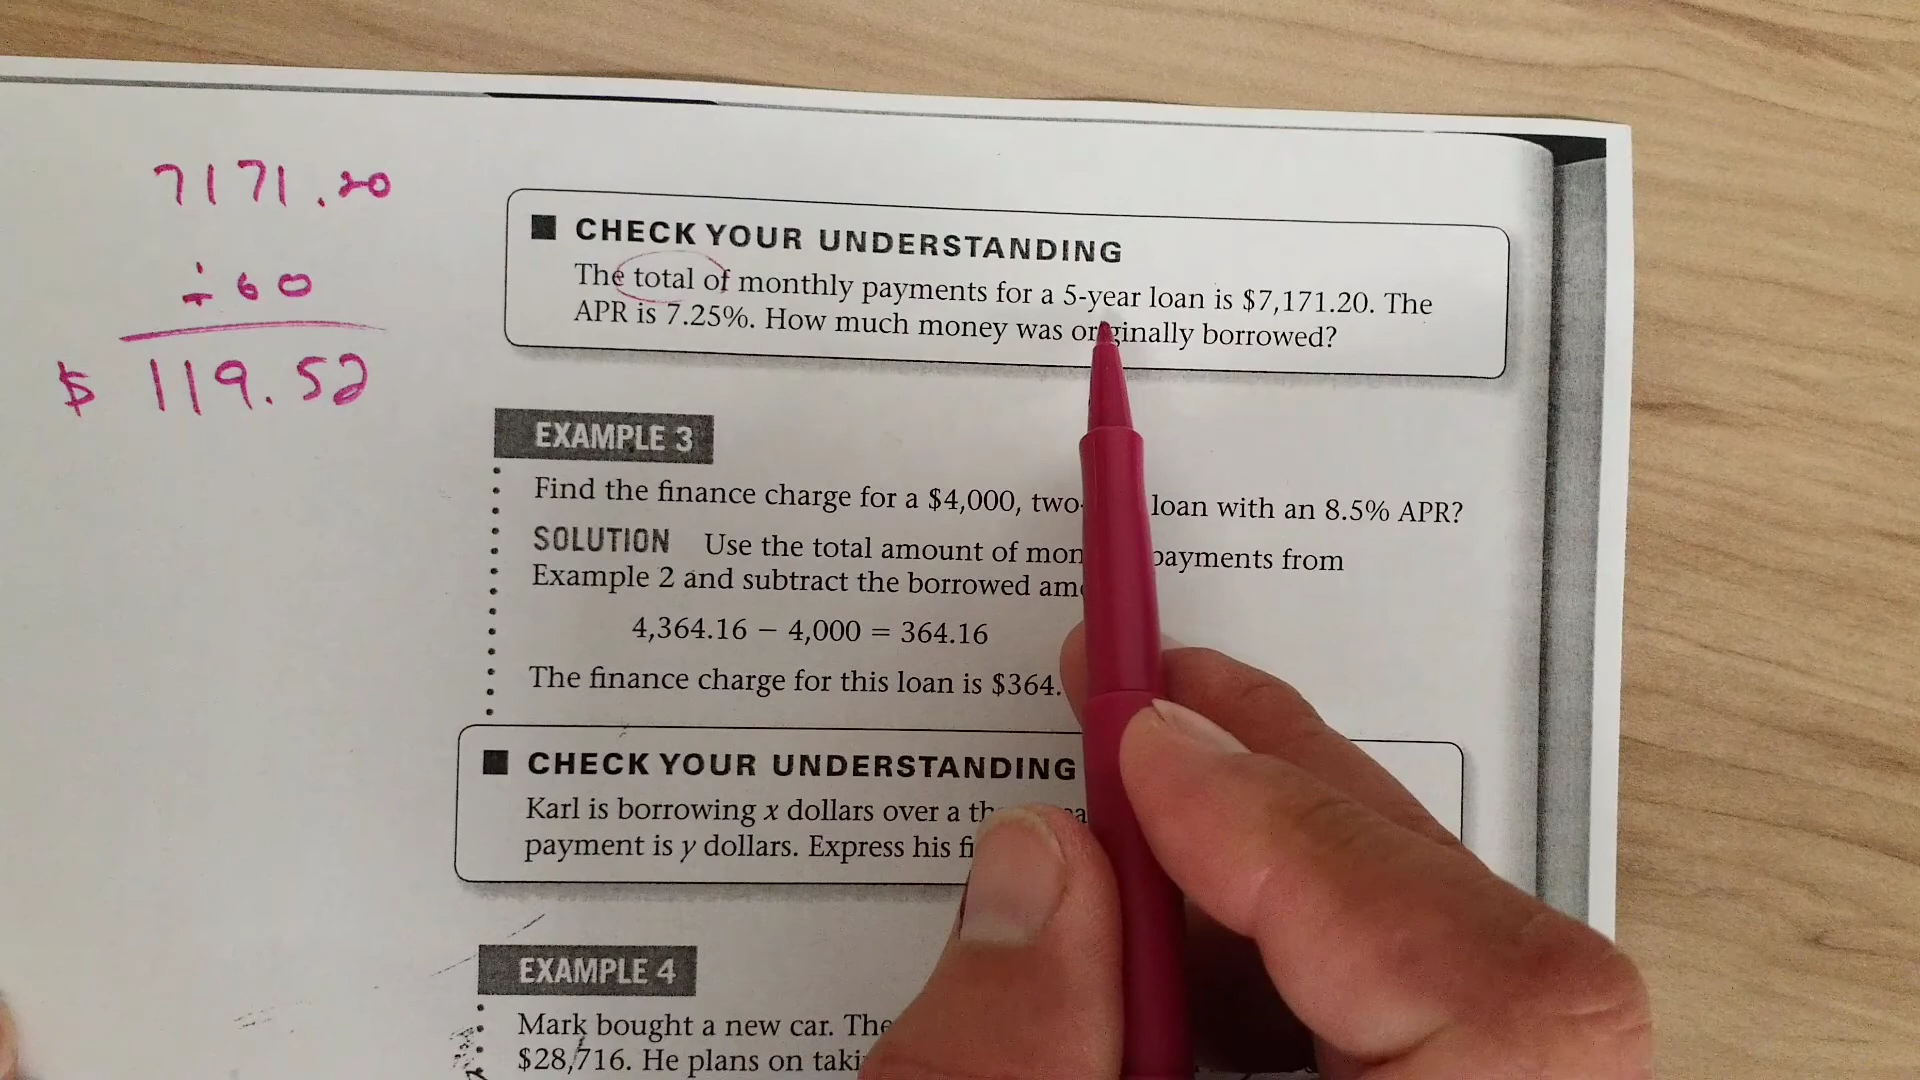 7171.20
÷60
$ 119.52
CHECK YOUR UNDERSTANDING
The total of monthly payments for a 5-year loan is $7,171.20. The
APR is 7.25%. How much money was originally borrowed?
EXAMPLE 3
Find the finance charge for a $4,000, two- loan with an 8.5% APR?
SOLUTION Use the total amount of mon payments from
Example 2 and subtract the borrowed am
4,364.16 − 4,000 = 364.16
The finance charge for this loan is $364.
CHECK YOUR UNDERSTANDING
Karl is borrowing x dollars over a th
payment is y dollars. Express his fi
EXAMPLE 4
Mark bought a new car. The
$28,716. He plans on taki